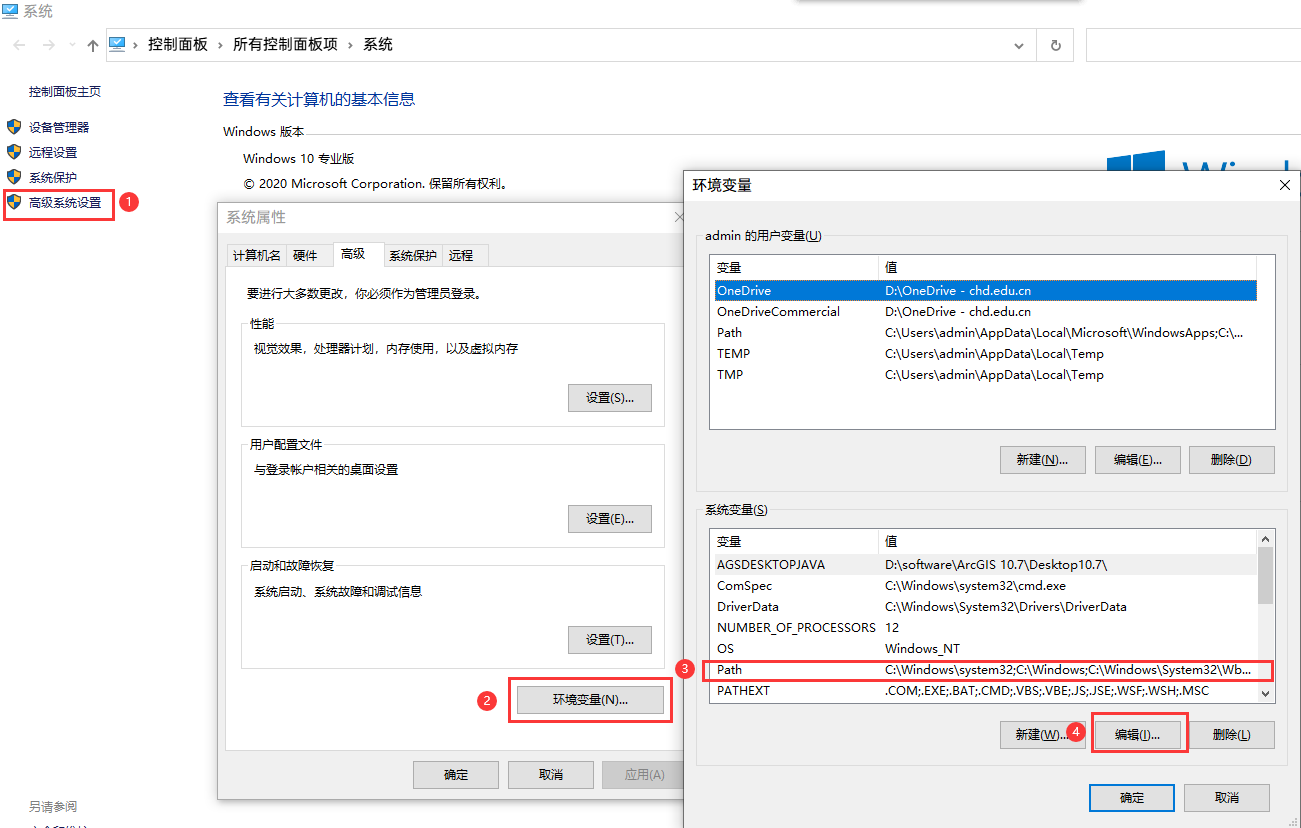 系统
控制面板 › 所有控制面板项 › 系统
控制面板主页
设备管理器
远程设置
系统保护
高级系统设置
1
查看有关计算机的基本信息
Windows 版本
Windows 10 专业版
© 2020 Microsoft Corporation. 保留所有权利。
系统属性
计算机名 硬件 高级 系统保护 远程
要进行大多数更改，你必须作为管理员登录。
性能
视觉效果，处理器计划，内存使用，以及虚拟内存
设置(S)...
用户配置文件
与登录帐户相关的桌面设置
设置(E)...
启动和故障恢复
系统启动、系统故障和调试信息
设置(T)...
2
环境变量(N)...
确定 取消 应用(A)
环境变量
admin 的用户变量(U)
变量 值
OneDrive D:\OneDrive - chd.edu.cn
OneDriveCommercial D:\OneDrive - chd.edu.cn
Path C:\Users\admin\AppData\Local\Microsoft\WindowsApps;C:\...
TEMP C:\Users\admin\AppData\Local\Temp
TMP C:\Users\admin\AppData\Local\Temp
新建(N)... 编辑(E)... 删除(D)
系统变量(S)
变量 值
AGSDESKTOPJAVA D:\software\ArcGIS 10.7\Desktop10.7\
ComSpec C:\Windows\system32\cmd.exe
DriverData C:\Windows\System32\Drivers\DriverData
NUMBER_OF_PROCESSORS 12
OS Windows_NT
3
Path C:\Windows\system32;C:\Windows;C:\Windows\System32\Wb...
PATHEXT .COM;.EXE;.BAT;.CMD;.VBS;.VBE;.JS;.JSE;.WSF;.WSH;.MSC
新建(W)... 4 编辑(I)... 删除(L)
确定 取消
另请参阅